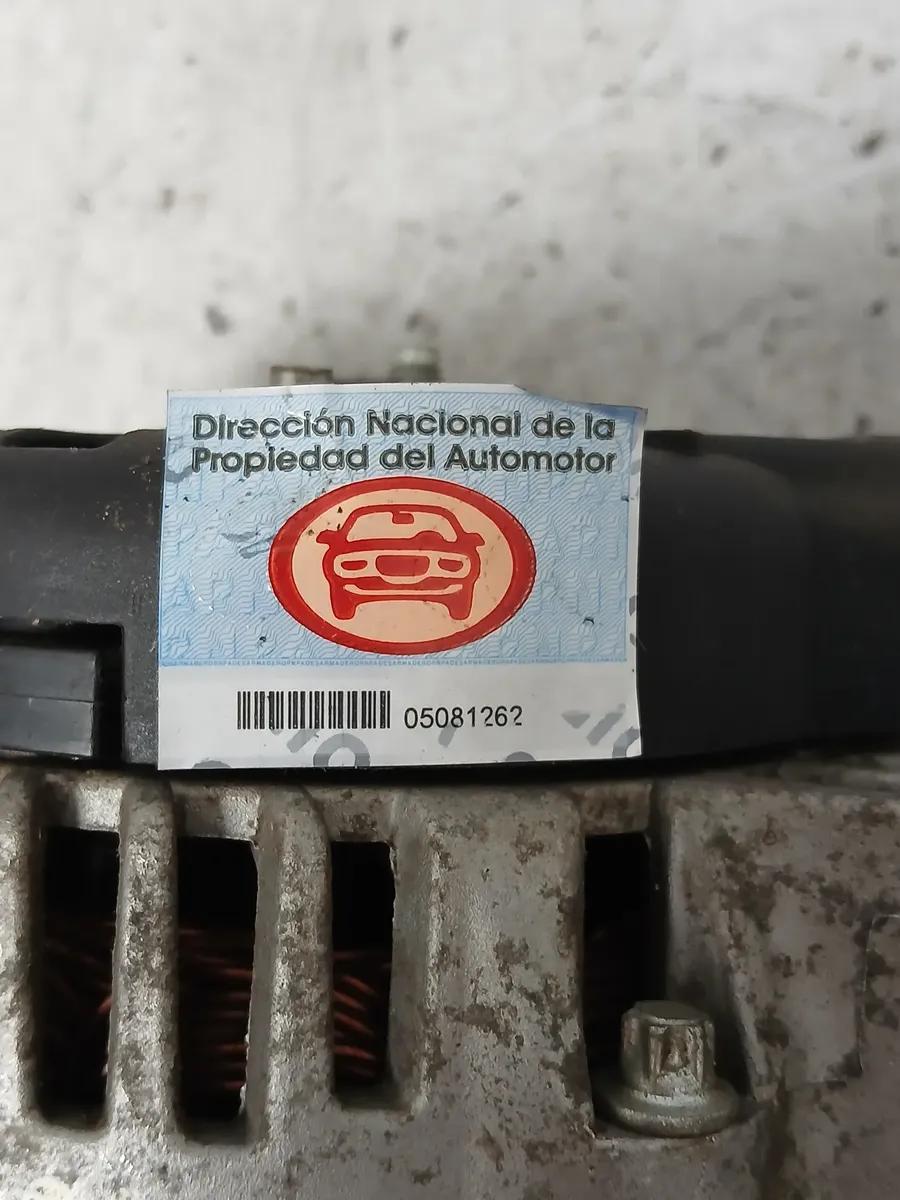 Dirección Nacional de la
Propiedad del Automotor
05081262